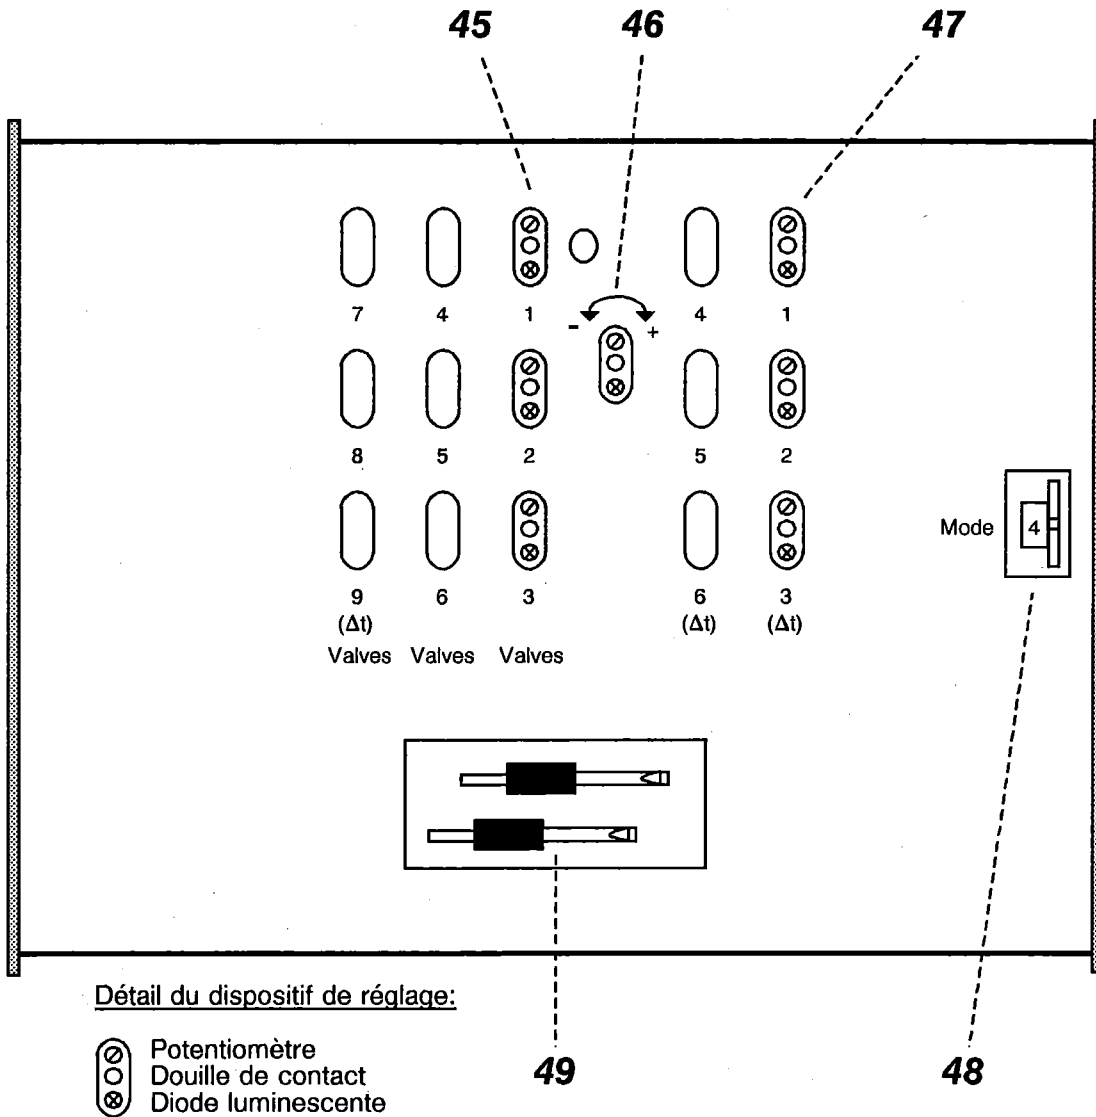 45 46 47
7 4 1 4 1
- +
8 5 2 5 2
Mode 4
9 6 3 6 3
(Δt) (Δt) (Δt)
Valves Valves Valves
Détail du dispositif de réglage:
Potentiomètre
Douille de contact
Diode luminescente
49 48